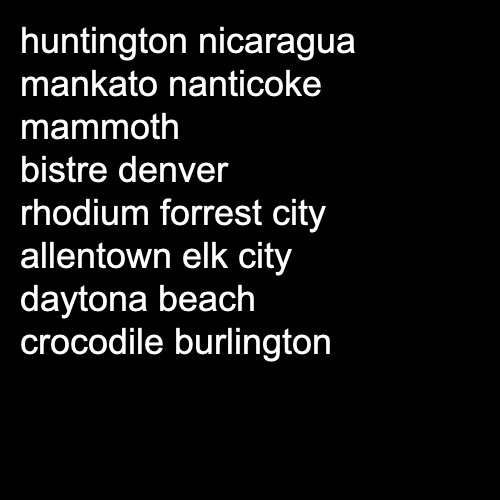 huntington nicaragua
mankato nanticoke
mammoth
bistre denver
rhodium forrest city
allentown elk city
daytona beach
crocodile burlington